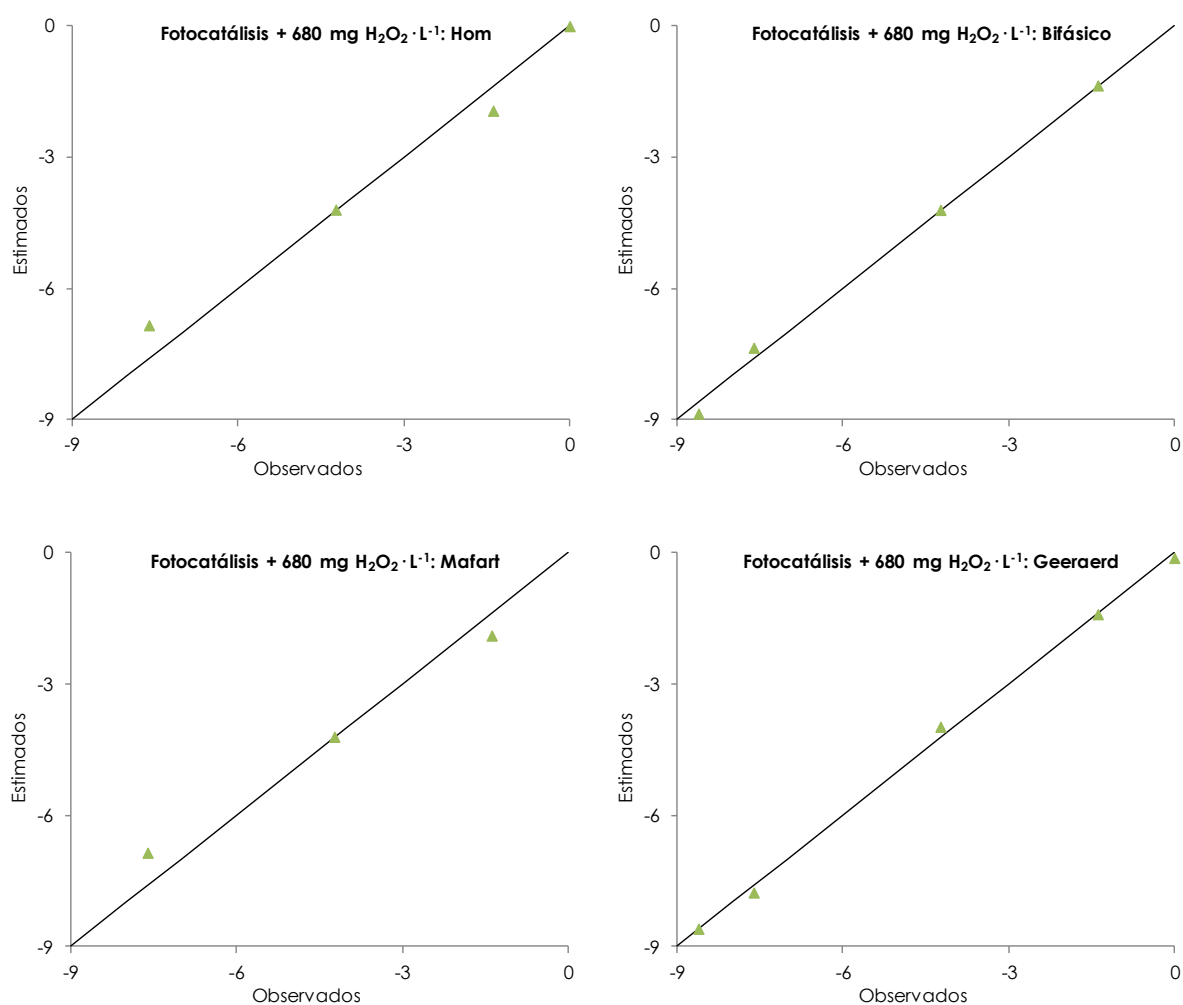 Fotocatálisis + 680 mg H₂O₂·L⁻¹: Hom
0
-3
-6
-9
Estimados
-9 -6 -3 0
Observados
Fotocatálisis + 680 mg H₂O₂·L⁻¹: Bifásico
0
-3
-6
-9
Estimados
-9 -6 -3 0
Observados
Fotocatálisis + 680 mg H₂O₂·L⁻¹: Mafart
0
-3
-6
-9
Estimados
-9 -6 -3 0
Observados
Fotocatálisis + 680 mg H₂O₂·L⁻¹: Geeraerd
0
-3
-6
-9
Estimados
-9 -6 -3 0
Observados